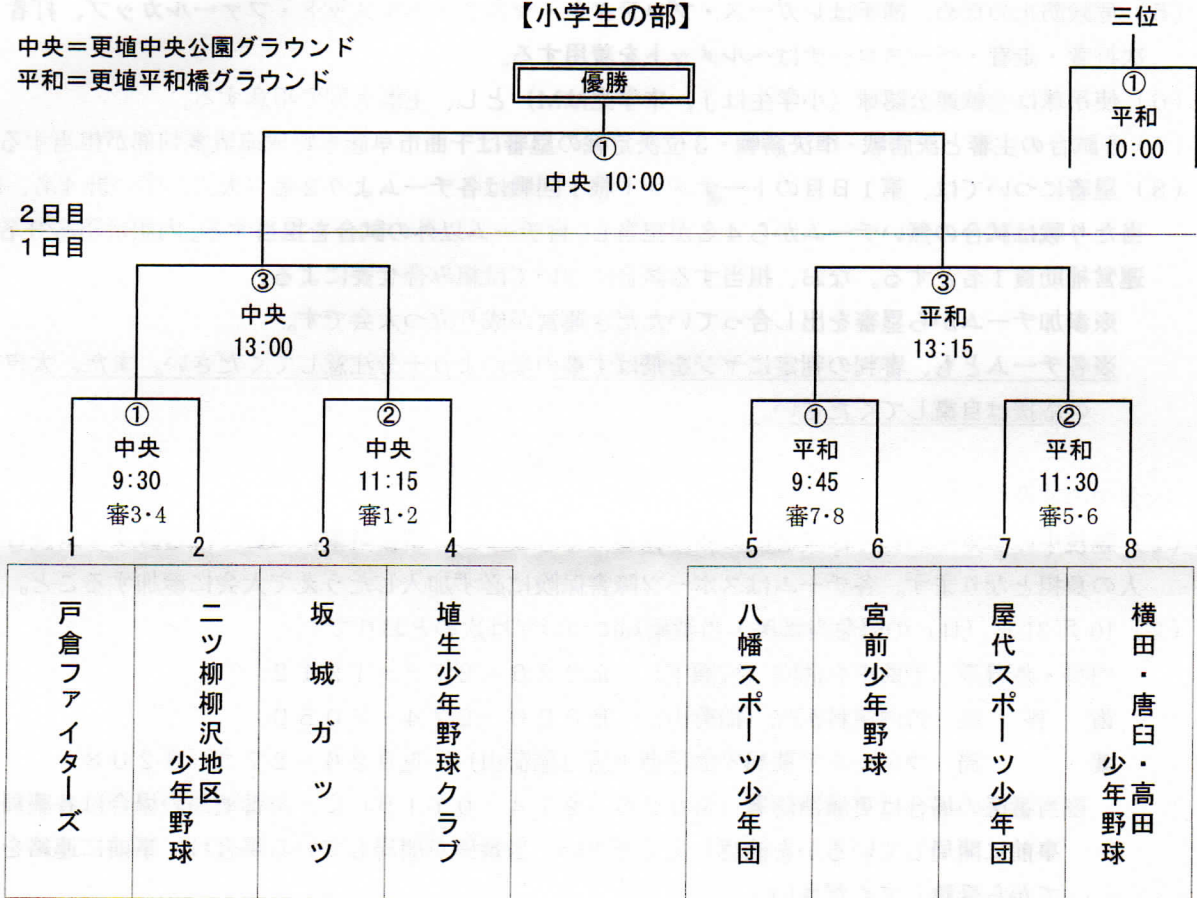 【小学生の部】
中央＝更埴中央公園グラウンド
平和＝更埴平和橋グラウンド
優勝
①
中央 10:00
三位
①
平和
10:00
2日目
1日目
③
中央
13:00
③
平和
13:15
①
中央
9:30
審3・4
②
中央
11:15
審1・2
①
平和
9:45
審7・8
②
平和
11:30
審5・6
1
2
3
4
5
6
7
8
戸倉ファイターズ
二ツ柳柳沢地区
少年野球
坂城ガッツ
埴生少年野球クラブ
八幡スポーツ少年団
宮前少年野球
屋代スポーツ少年団
横田・唐臼・高田
少年野球